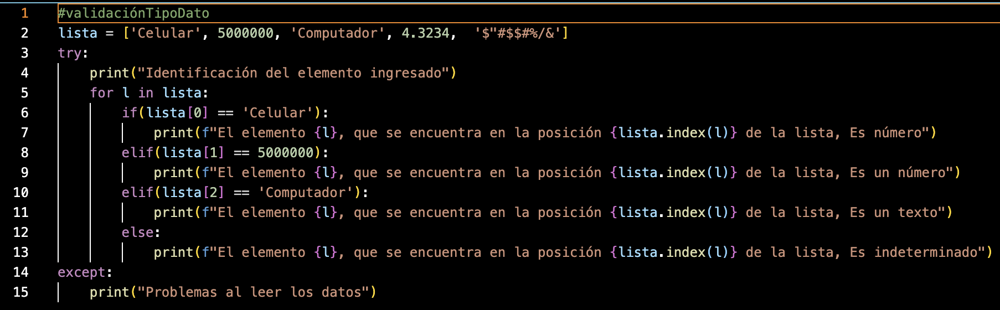 1 #validaciónTipoDato
2 lista = ['Celular', 5000000, 'Computador', 4.3234,  '$"#$$#%/&']
3 try:
4     print("Identificación del elemento ingresado")
5     for l in lista:
6         if(lista[0] == 'Celular'):
7             print(f"El elemento {l}, que se encuentra en la posición {lista.index(l)} de la lista, Es número")
8         elif(lista[1] == 5000000):
9             print(f"El elemento {l}, que se encuentra en la posición {lista.index(l)} de la lista, Es un número")
10         elif(lista[2] == 'Computador'):
11             print(f"El elemento {l}, que se encuentra en la posición {lista.index(l)} de la lista, Es un texto")
12         else:
13             print(f"El elemento {l}, que se encuentra en la posición {lista.index(l)} de la lista, Es indeterminado")
14 except:
15     print("Problemas al leer los datos")